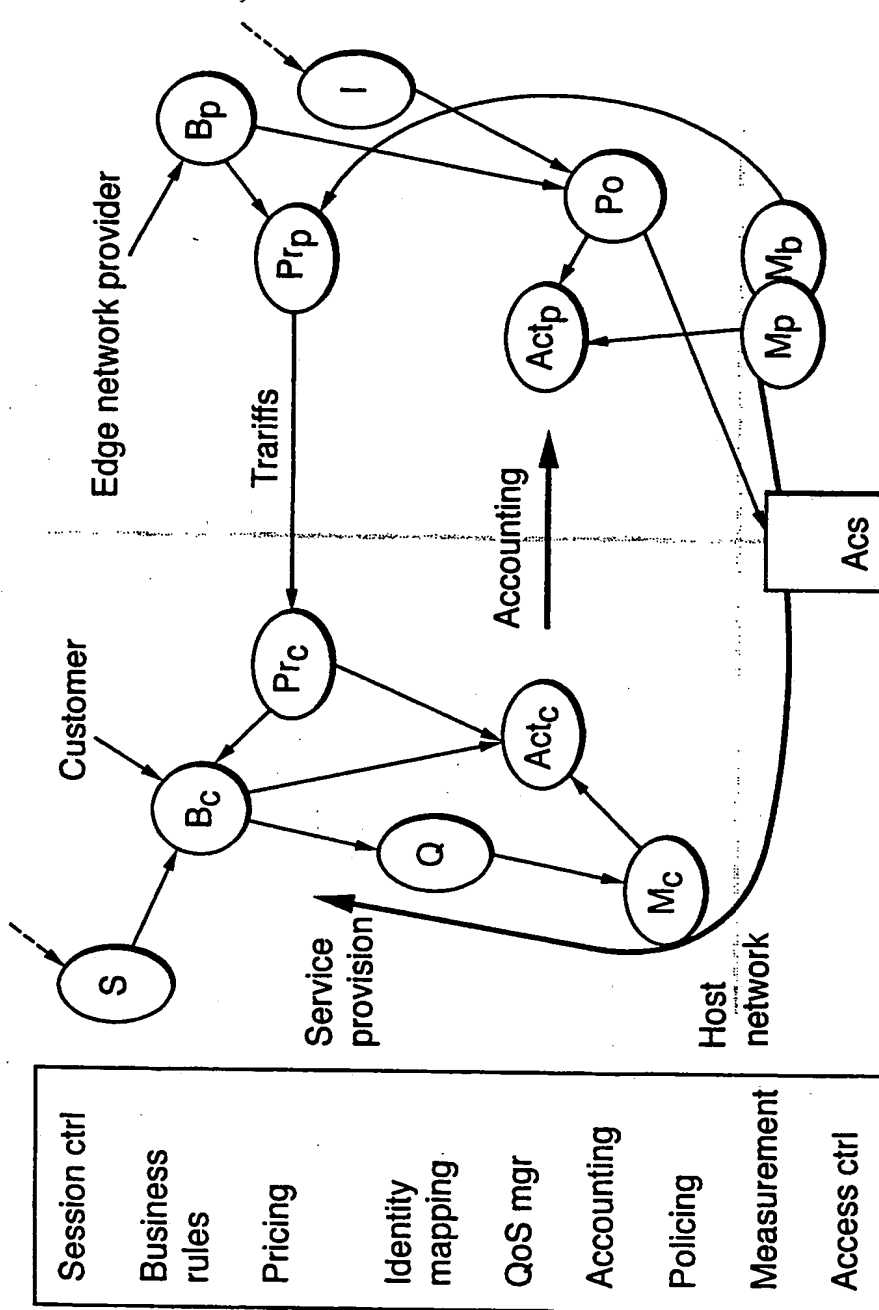 Session ctrl
Business
rules
Pricing
Identity
mapping
QoS mgr
Accounting
Policing
Measurement
Access ctrl
S
Customer
Bc
Prc
Q
Service
provision
Actc
Mc
Host
network
Edge network provider
Bp
I
Prp
Trariffs
Po
Actp
Accounting
Mb
Mp
Acs